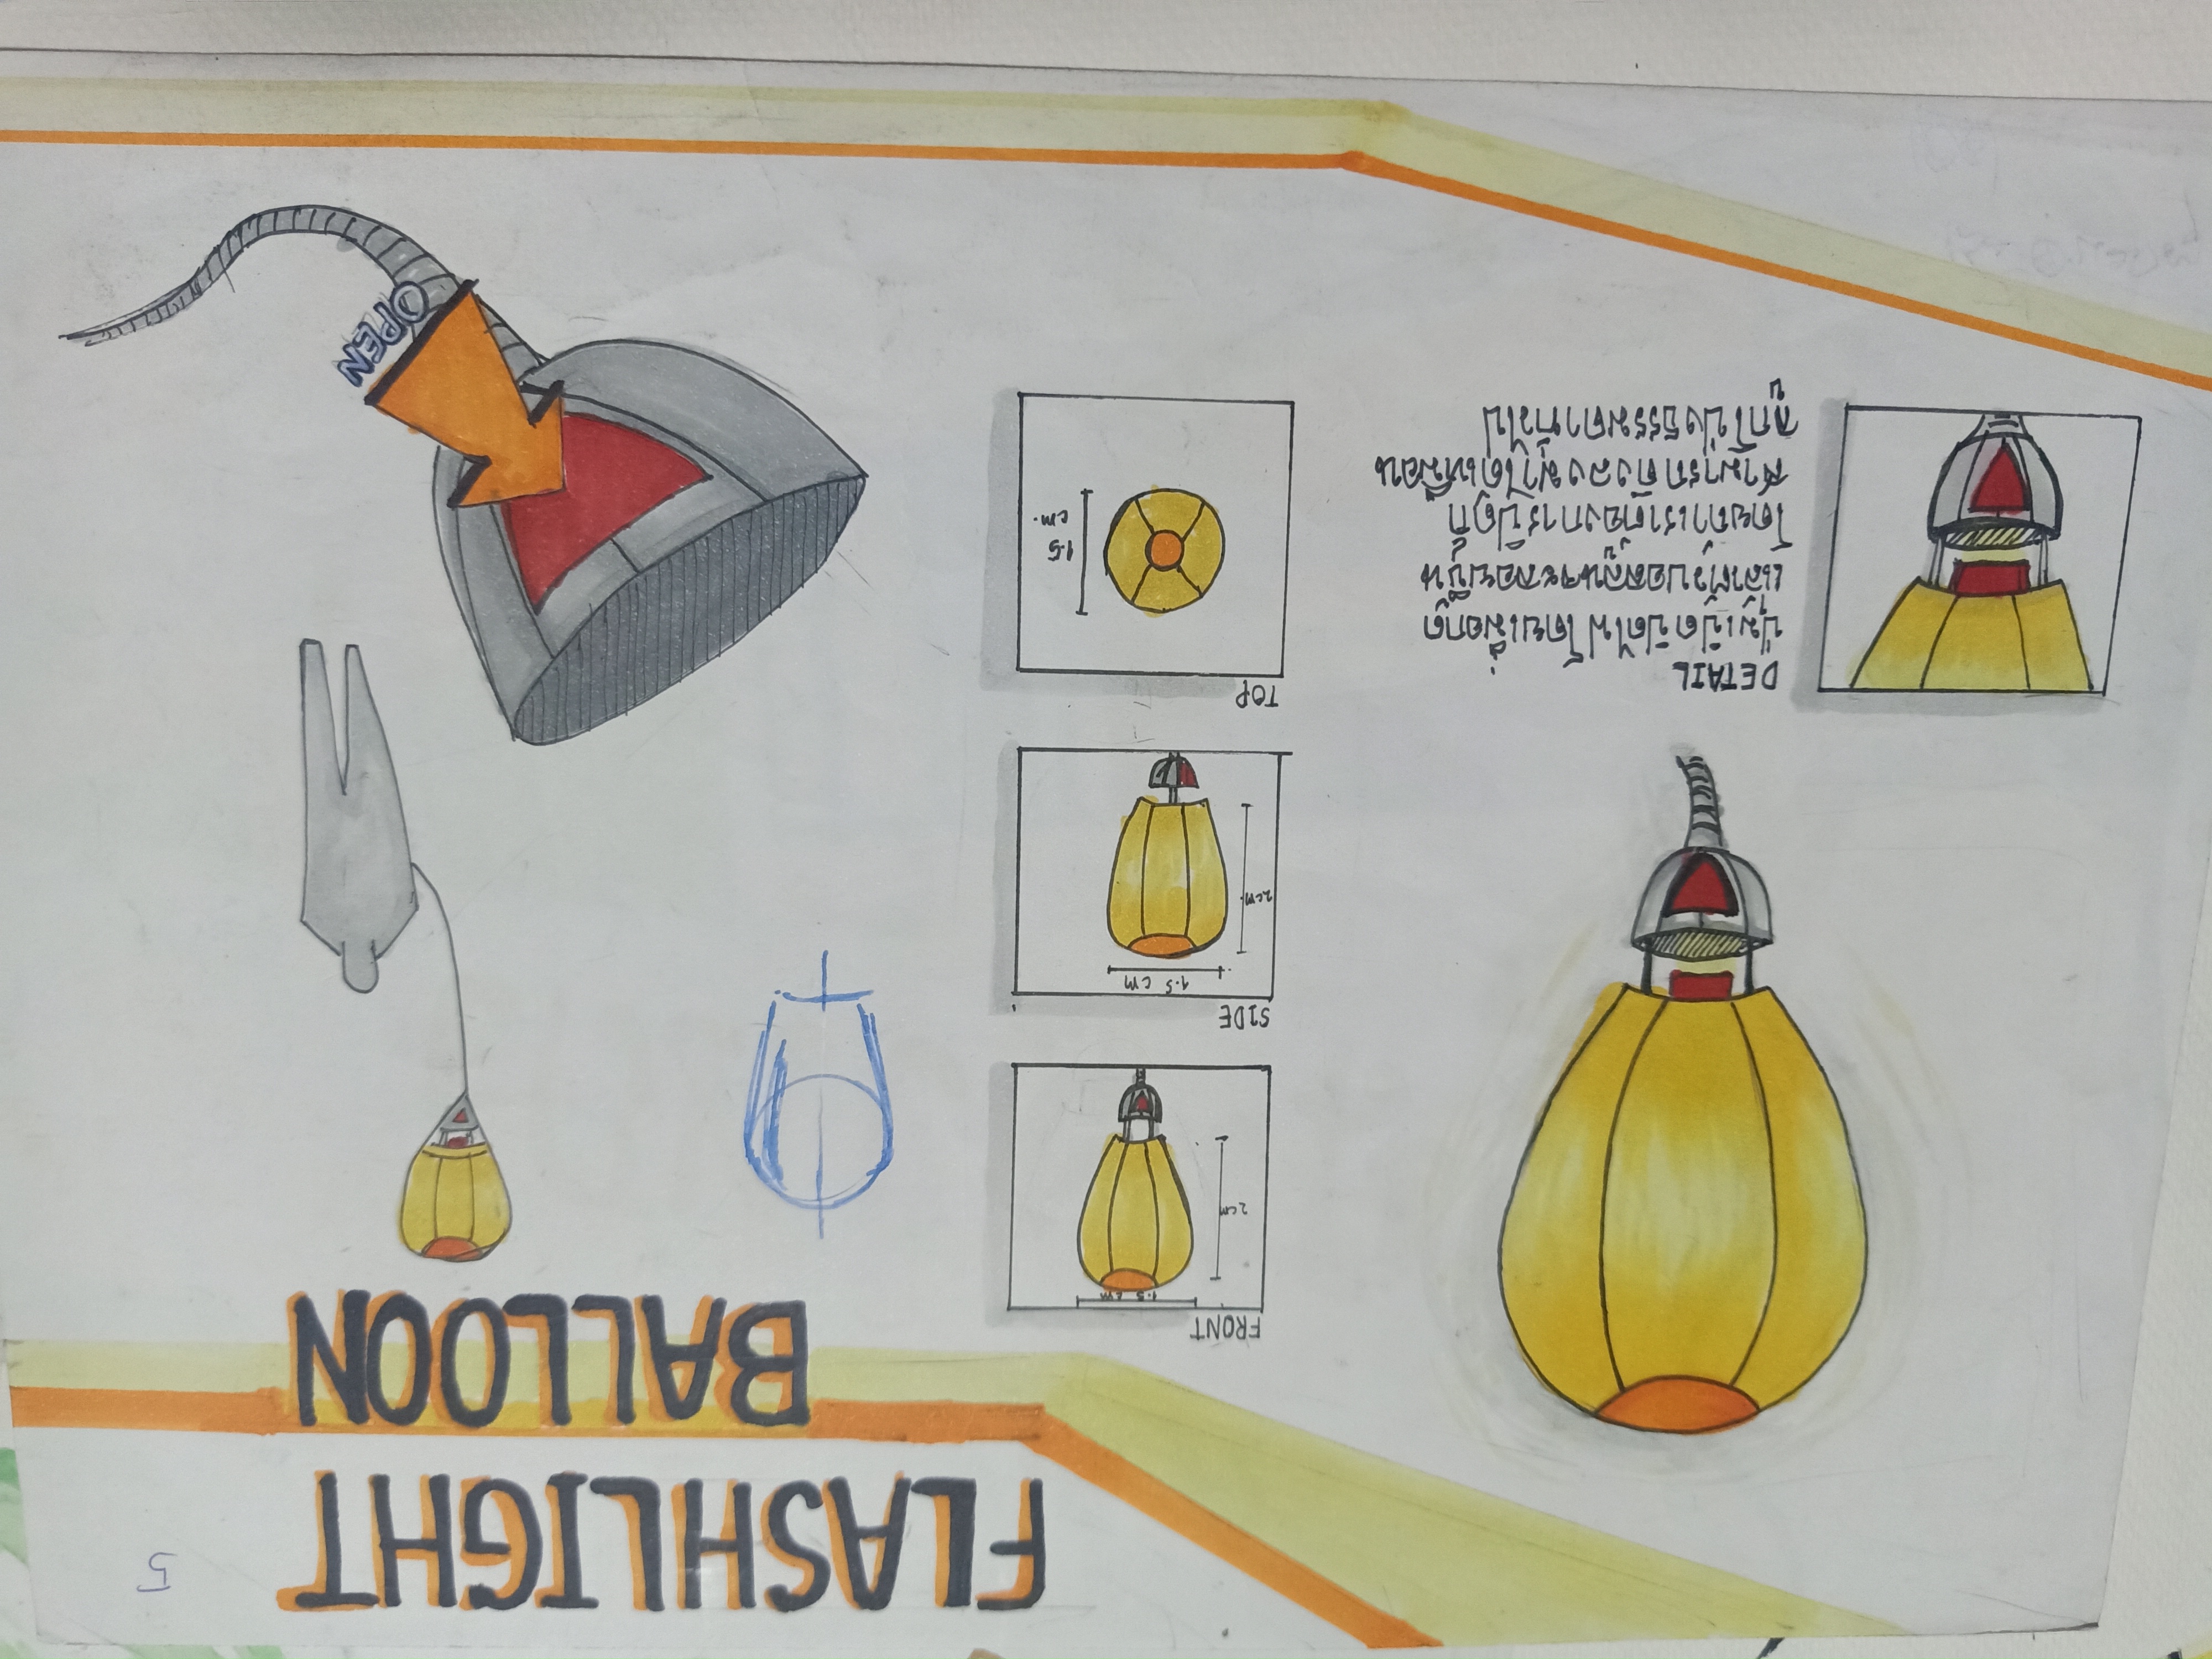 FLASHLIGHT
5
BALLOON
FRONT
1.5 cm
2 cm
SIDE
1.5 cm
2 cm
TOP
1.5
cm.
DETAIL
ปุ่มเปิดปิดไฟโดยเมื่อกด
แล้วตัวบอลลูนจะลอยขึ้น
โดยถ้าเราต้องการปิดก็
สามารถดึงลงมาได้เหมือน
ลูกโป่งธรรมดาทั่วไป
OPEN